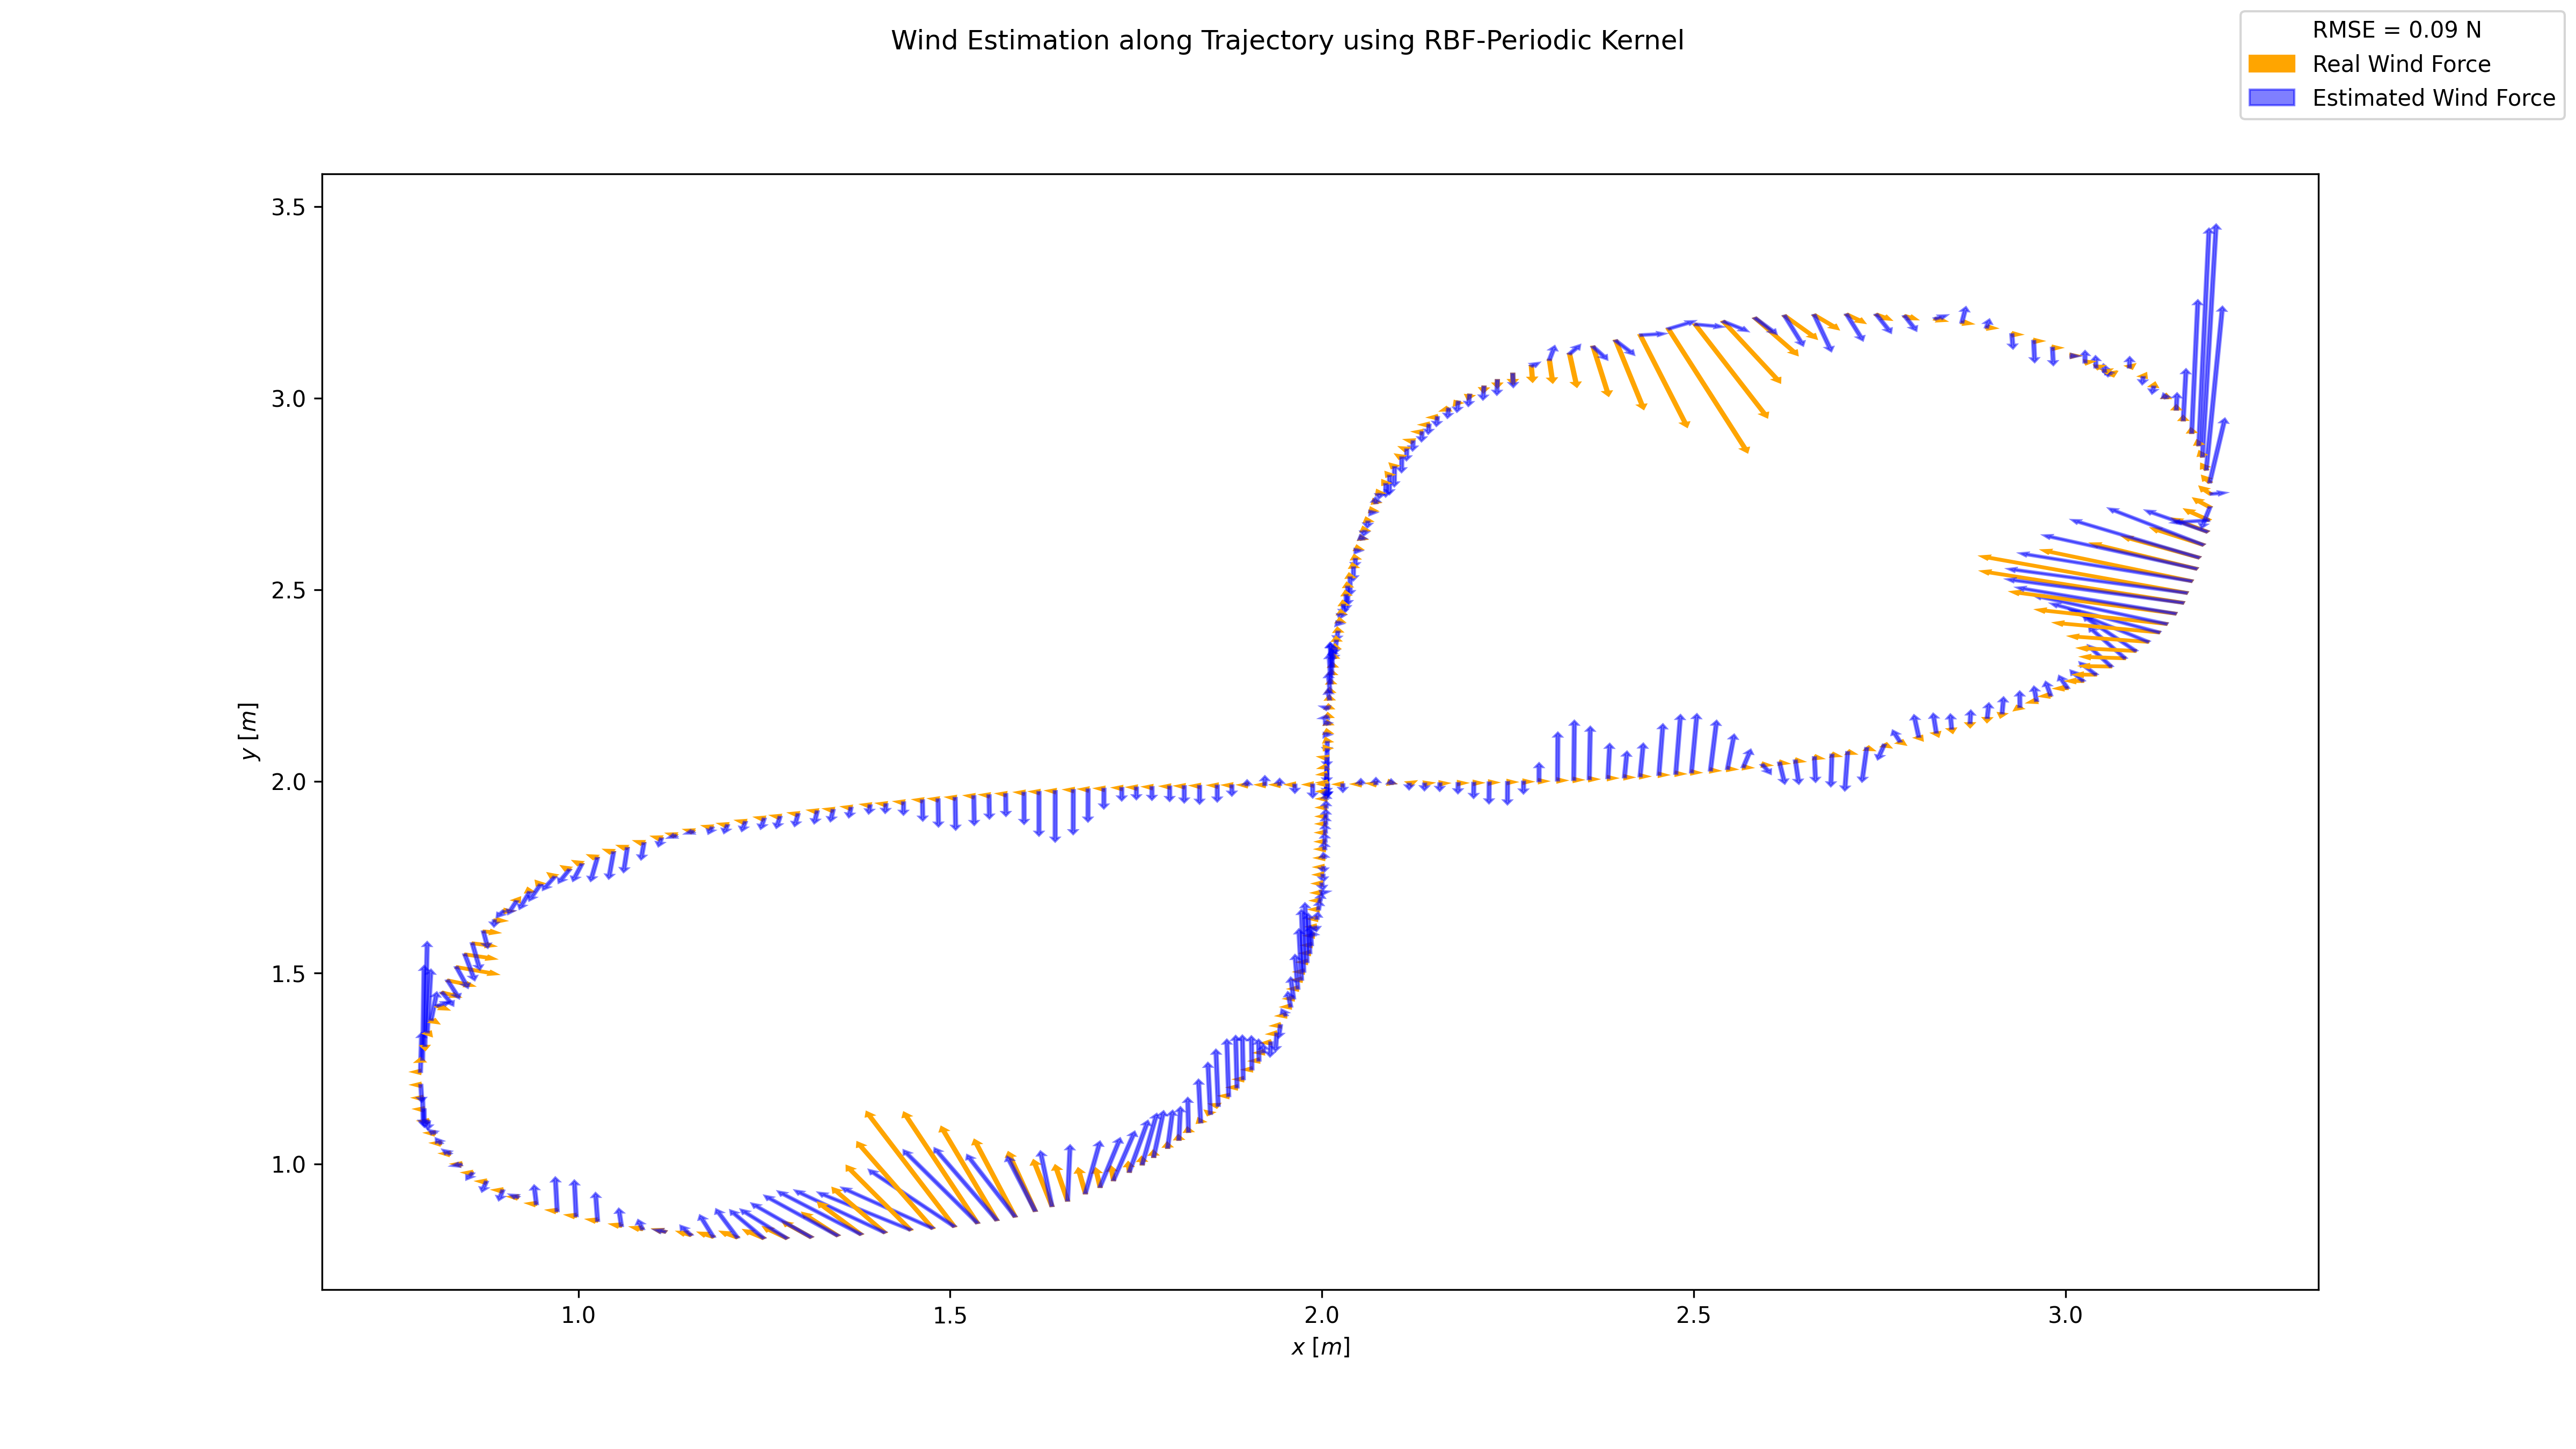 Wind Estimation along Trajectory using RBF-Periodic Kernel
RMSE = 0.09 N
Real Wind Force
Estimated Wind Force
3.5
3.0
2.5
2.0
1.5
1.0
y [m]
1.0 1.5 2.0 2.5 3.0
x [m]